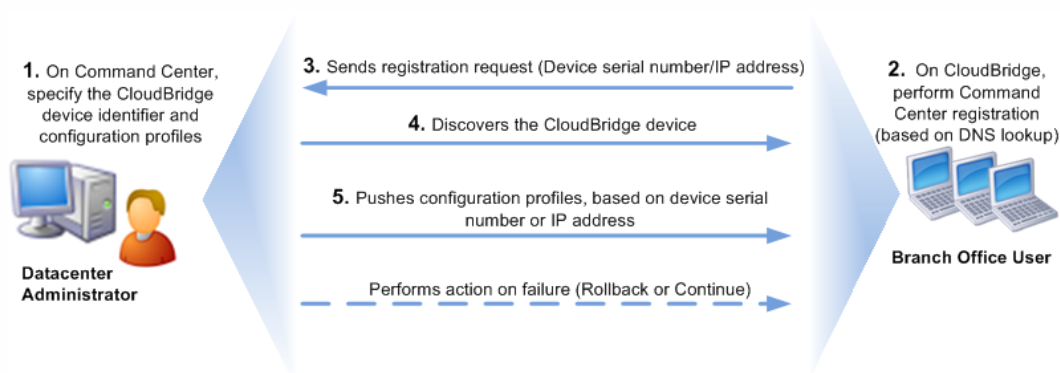 1. On Command Center,
specify the CloudBridge
device identifier and
configuration profiles
Datacenter
Administrator
3. Sends registration request (Device serial number/IP address)
4. Discovers the CloudBridge device
5. Pushes configuration profiles, based on device serial
number or IP address
Performs action on failure (Rollback or Continue)
2. On CloudBridge,
perform Command
Center registration
(based on DNS lookup)
Branch Office User